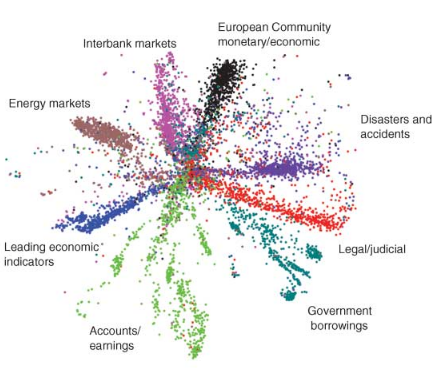 European Community
monetary/economic
Interbank markets
Energy markets
Disasters and
accidents
Leading economic
indicators
Legal/judicial
Government
borrowings
Accounts/
earnings